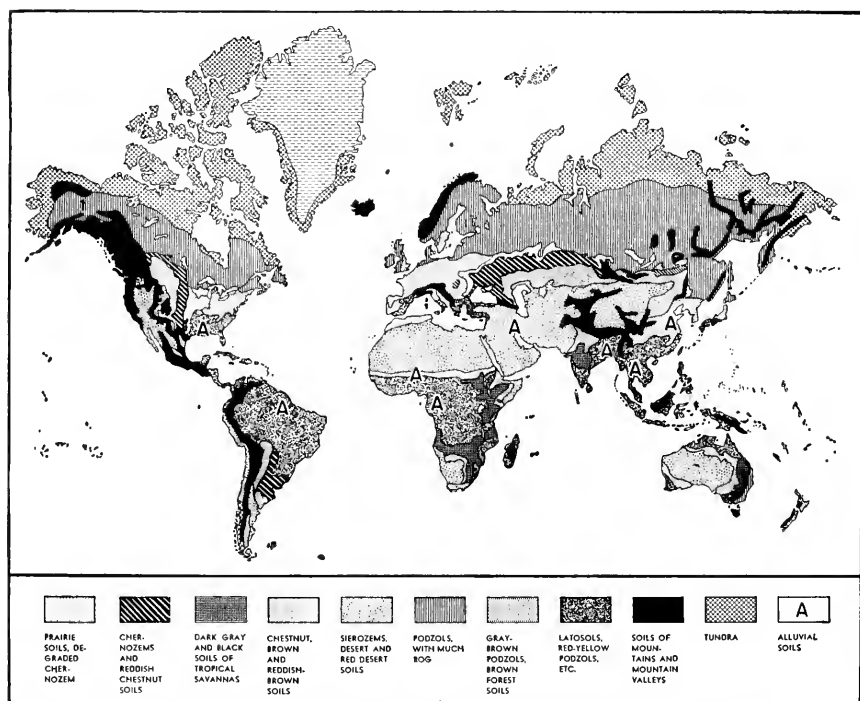 A
A
A
A
A
A
A
A
PRAIRIE
SOILS, DE-
GRADED
CHER-
NOZEM
CHER-
NOZEMS
AND
REDDISH
CHESTNUT
SOILS
DARK GRAY
AND BLACK
SOILS OF
TROPICAL
SAVANNAS
CHESTNUT,
BROWN
AND
REDDISH-
BROWN
SOILS
SIEROZEMS,
DESERT AND
RED DESERT
SOILS
PODZOLS,
WITH MUCH
BOG
GRAY-
BROWN
PODZOLS,
BROWN
FOREST
SOILS
LATOSOLS,
RED-YELLOW
PODZOLS,
ETC.
SOILS OF
MOUN-
TAINS AND
MOUNTAIN
VALLEYS
TUNDRA
A
ALLUVIAL
SOILS